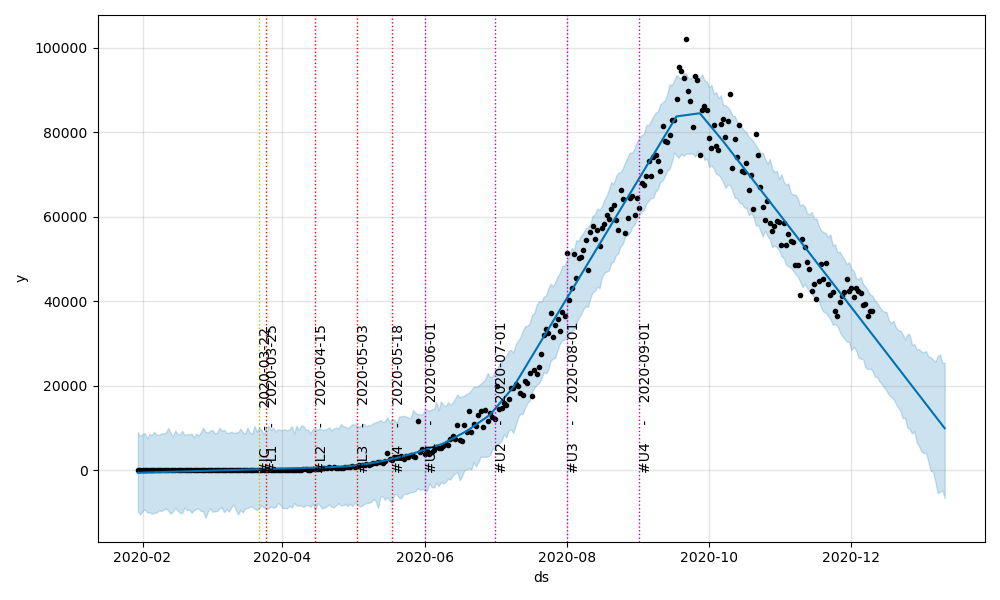 y
100000
80000
60000
40000
20000
0
#JC - 2020-03-22
#L1 - 2020-03-25
#L2 - 2020-04-15
#L3 - 2020-05-03
#L4 - 2020-05-18
#U1 - 2020-06-01
#U2 - 2020-07-01
#U3 - 2020-08-01
#U4 - 2020-09-01
2020-02
2020-04
2020-06
2020-08
2020-10
2020-12
ds